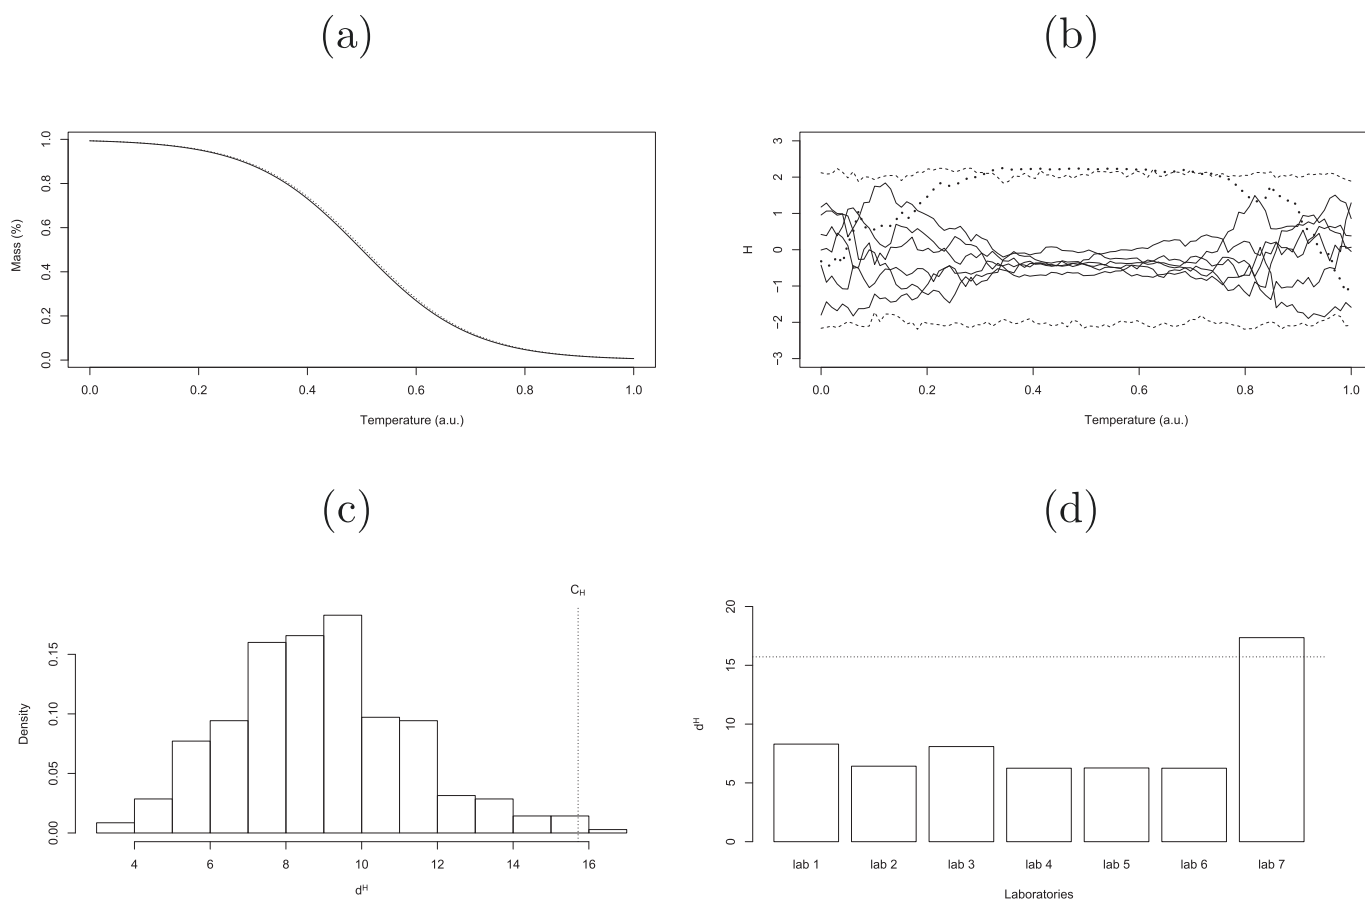 (a)
(b)
Mass (%)
1.0
0.8
0.6
0.4
0.2
0.0
0.0 0.2 0.4 0.6 0.8 1.0
Temperature (a.u.)
H
3
2
1
0
−1
−2
−3
0.0 0.2 0.4 0.6 0.8 1.0
Temperature (a.u.)
(c)
(d)
C_H
Density
0.15
0.10
0.05
0.00
4 6 8 10 12 14 16
d^H
d^H
20
15
10
5
0
lab 1 lab 2 lab 3 lab 4 lab 5 lab 6 lab 7
Laboratories